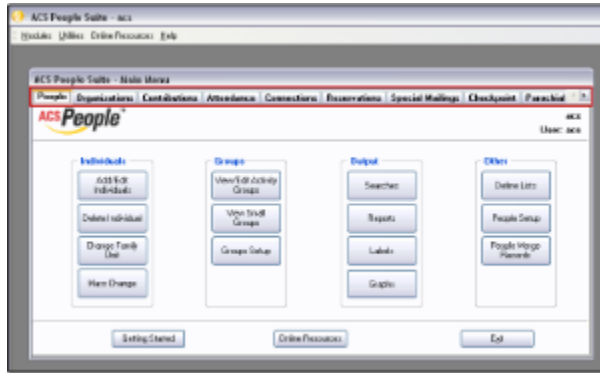 ACS People Suite - acs
Modules Utilities Online Resources Help
ACS People Suite - Main Menu
People Organizations Contributions Attendance Connections Reservations Special Mailings Checkpoint Parochial
ACS People
acs
User: acs
Individuals Groups Output Other
Add/Edit Individuals
View/Edit Activity Groups
Searches
Define Lists
Delete Individual
View Small Groups
Reports
People Setup
Change Family Unit
Groups Setup
Labels
People Merge Records
Mass Change
Graphs
Getting Started Online Resources Exit